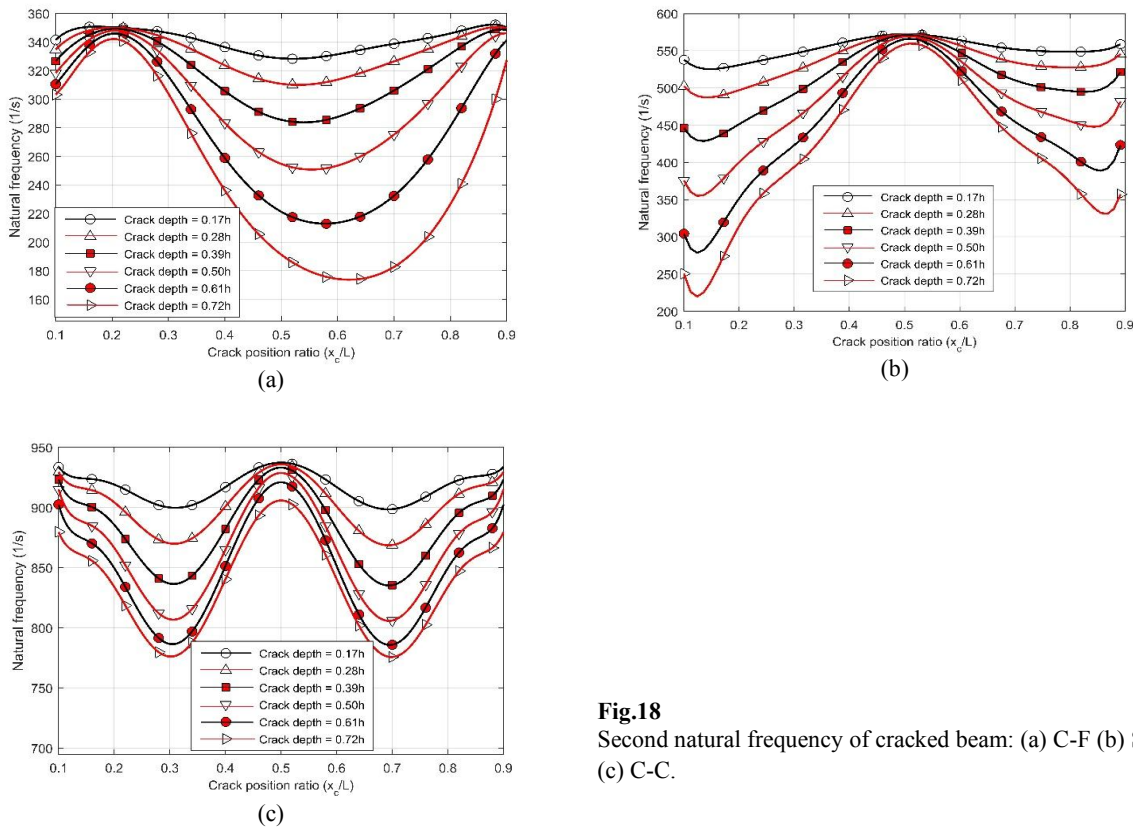 360
340
320
300
280
260
240
220
200
180
160
Natural frequency (1/s)
Crack depth = 0.17h
Crack depth = 0.28h
Crack depth = 0.39h
Crack depth = 0.50h
Crack depth = 0.61h
Crack depth = 0.72h
0.1 0.2 0.3 0.4 0.5 0.6 0.7 0.8 0.9
Crack position ratio (x_c/L)
(a)
600
550
500
450
400
350
300
250
200
Natural frequency (1/s)
Crack depth = 0.17h
Crack depth = 0.28h
Crack depth = 0.39h
Crack depth = 0.50h
Crack depth = 0.61h
Crack depth = 0.72h
0.1 0.2 0.3 0.4 0.5 0.6 0.7 0.8 0.9
Crack position ratio (x_c/L)
(b)
950
900
850
800
750
700
Natural frequency (1/s)
Crack depth = 0.17h
Crack depth = 0.28h
Crack depth = 0.39h
Crack depth = 0.50h
Crack depth = 0.61h
Crack depth = 0.72h
0.1 0.2 0.3 0.4 0.5 0.6 0.7 0.8 0.9
Crack position ratio (x_c/L)
(c)
Fig.18
Second natural frequency of cracked beam: (a) C-F (b)
(c) C-C.